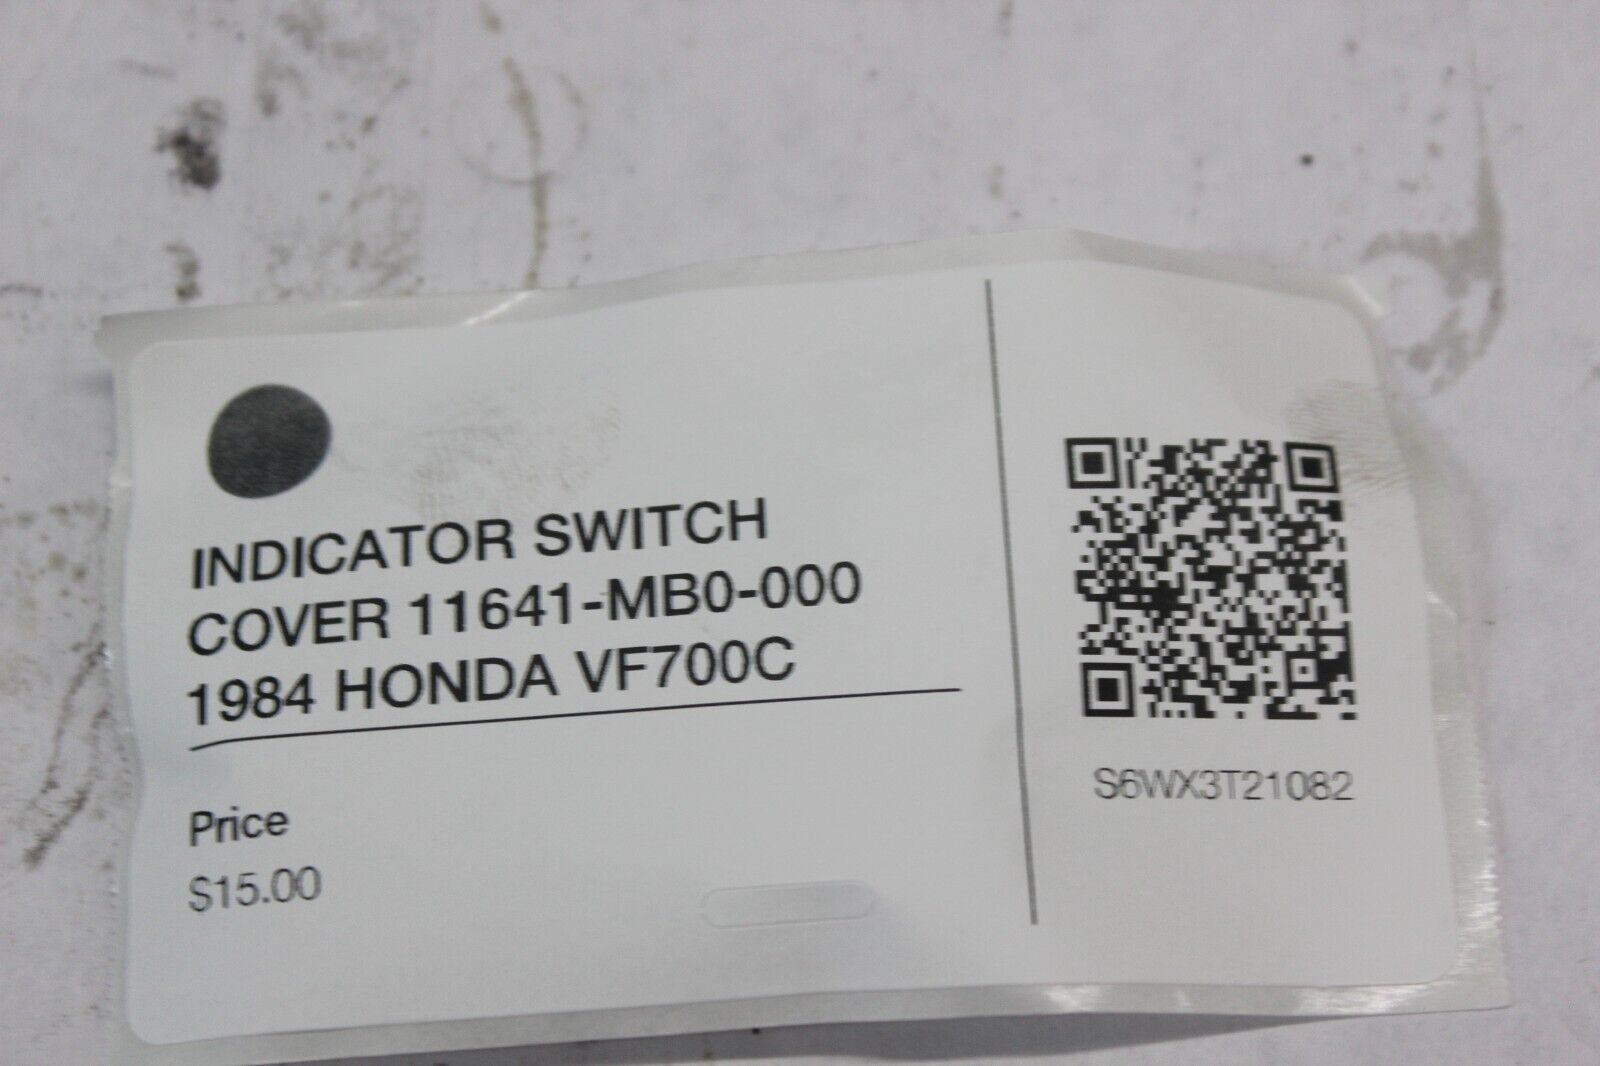 INDICATOR SWITCH
COVER 11641-MB0-000
1984 HONDA VF700C
Price
$15.00
S6WX3T21082